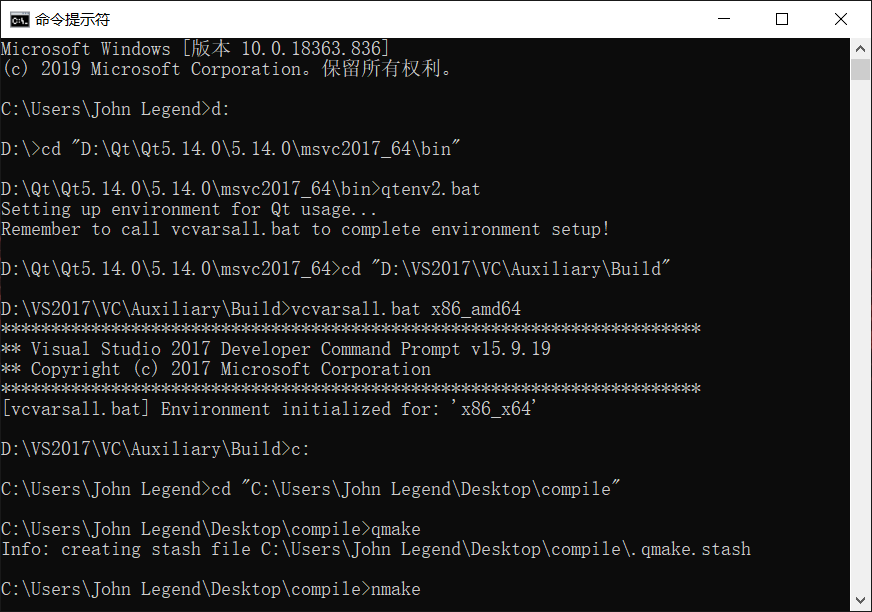 命令提示符
Microsoft Windows [版本 10.0.18363.836]
(c) 2019 Microsoft Corporation。保留所有权利。
C:\Users\John Legend>d:
D:\>cd "D:\Qt\Qt5.14.0\5.14.0\msvc2017_64\bin"
D:\Qt\Qt5.14.0\5.14.0\msvc2017_64\bin>qtenv2.bat
Setting up environment for Qt usage...
Remember to call vcvarsall.bat to complete environment setup!
D:\Qt\Qt5.14.0\5.14.0\msvc2017_64>cd "D:\VS2017\VC\Auxiliary\Build"
D:\VS2017\VC\Auxiliary\Build>vcvarsall.bat x86_amd64
**********************************************************************
** Visual Studio 2017 Developer Command Prompt v15.9.19
** Copyright (c) 2017 Microsoft Corporation
**********************************************************************
[vcvarsall.bat] Environment initialized for: 'x86_x64'
D:\VS2017\VC\Auxiliary\Build>c:
C:\Users\John Legend>cd "C:\Users\John Legend\Desktop\compile"
C:\Users\John Legend\Desktop\compile>qmake
Info: creating stash file C:\Users\John Legend\Desktop\compile\.qmake.stash
C:\Users\John Legend\Desktop\compile>nmake